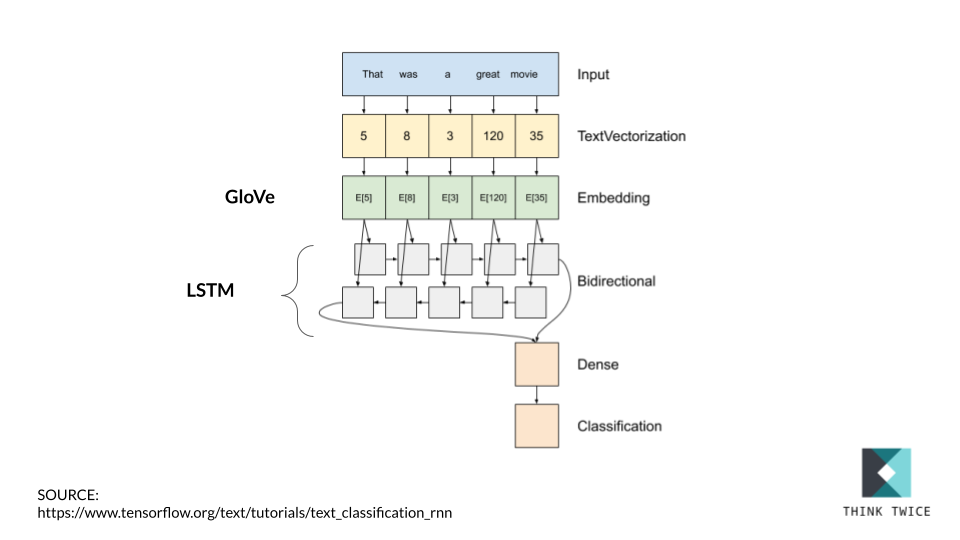 That was a great movie
Input
5 8 3 120 35
TextVectorization
GloVe
E[5] E[8] E[3] E[120] E[35]
Embedding
LSTM
Bidirectional
Dense
Classification
SOURCE:
https://www.tensorflow.org/text/tutorials/text_classification_rnn
THINK TWICE